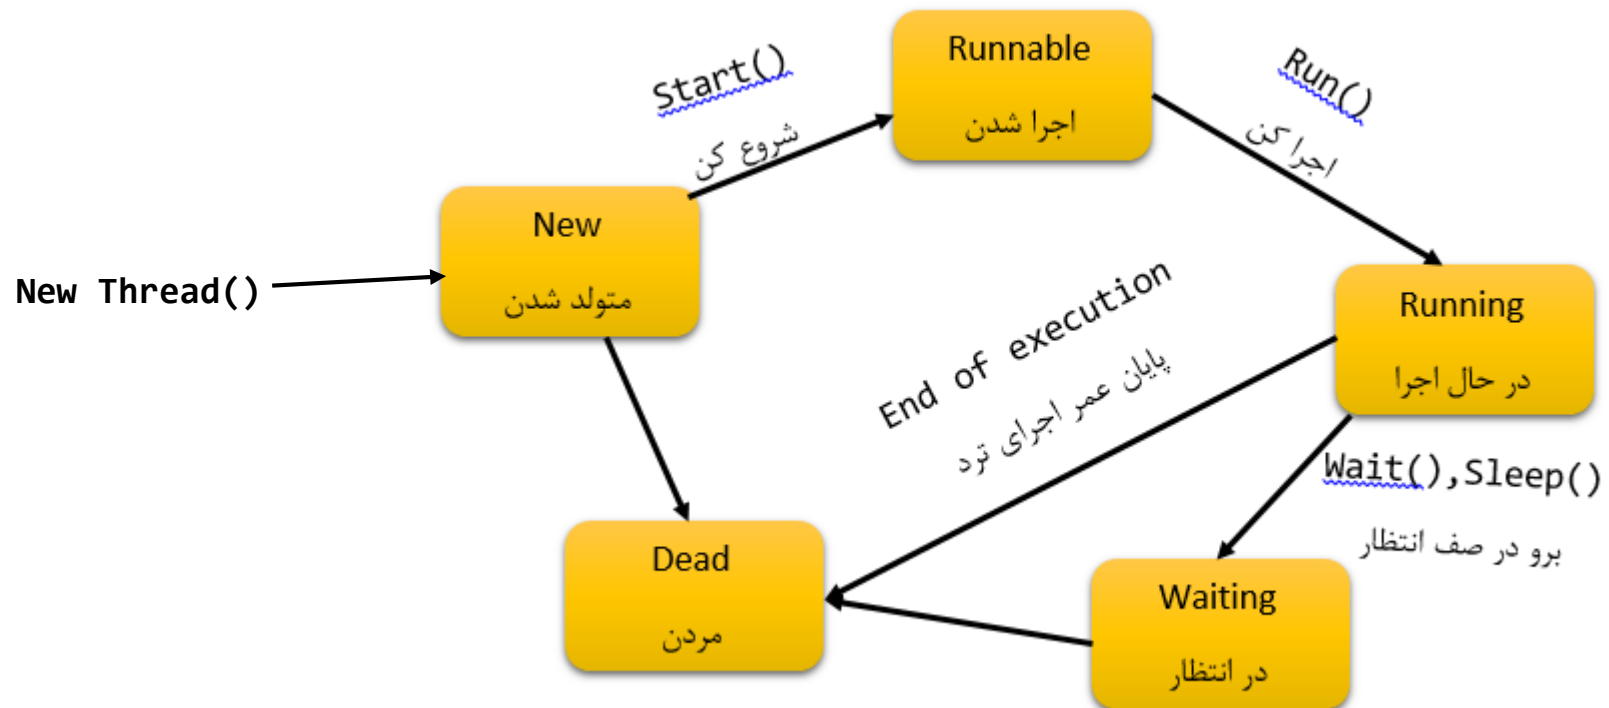 New Thread()
New
متولد شدن
Start()
شروع کن
Runnable
اجرا شدن
Run()
اجرا کن
Running
در حال اجرا
End of execution
پایان عمر اجرای ترد
Wait(),Sleep()
برو در صف انتظار
Waiting
در انتظار
Dead
مردن